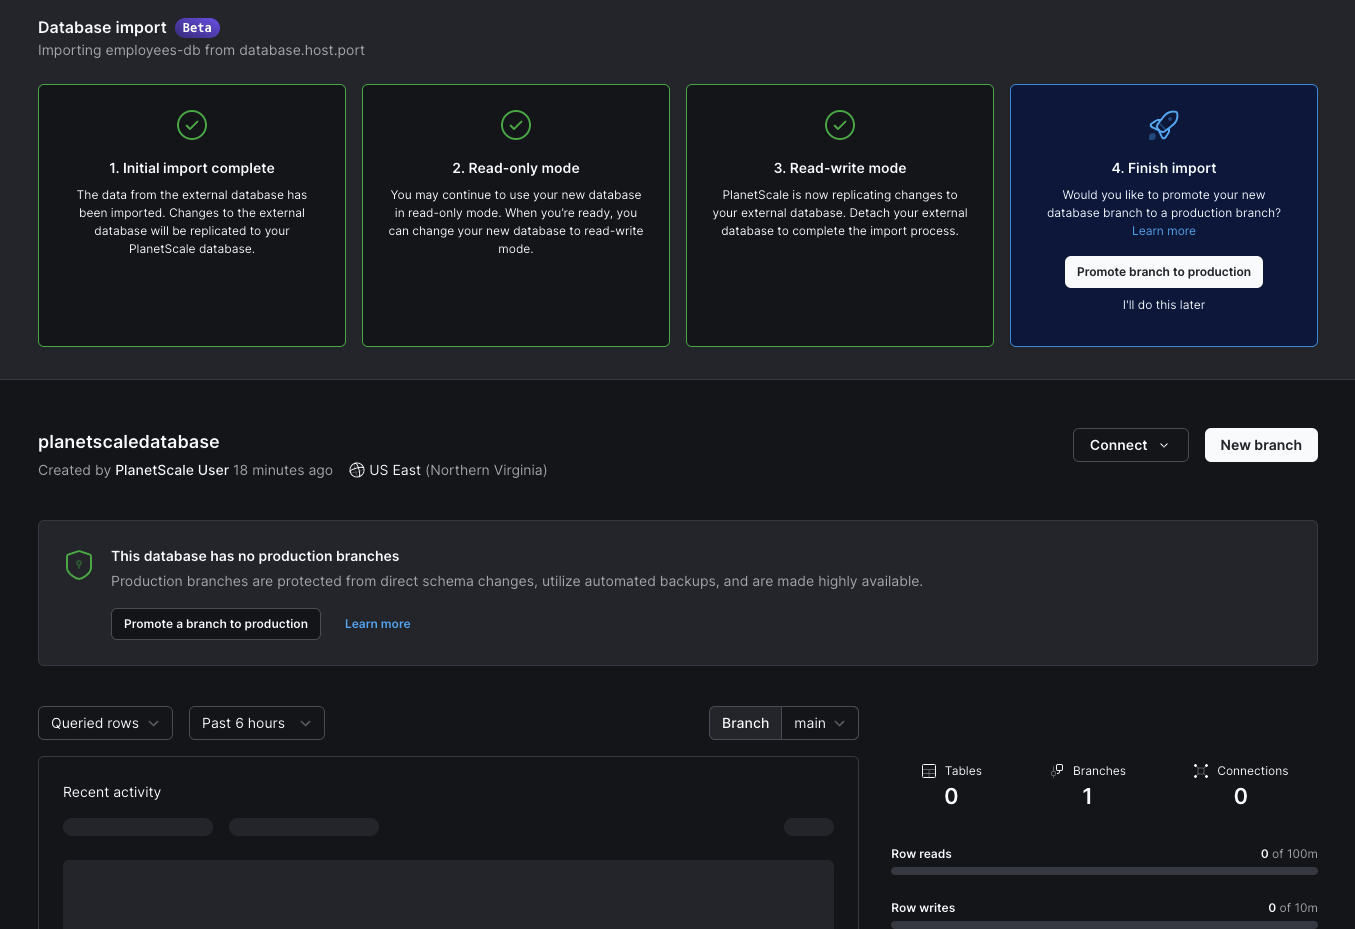 Database import Beta
Importing employees-db from database.host.port
1. Initial import complete
The data from the external database has
been imported. Changes to the external
database will be replicated to your
PlanetScale database.
2. Read-only mode
You may continue to use your new database
in read-only mode. When you're ready, you
can change your new database to read-write
mode.
3. Read-write mode
PlanetScale is now replicating changes to
your external database. Detach your external
database to complete the import process.
4. Finish import
Would you like to promote your new
database branch to a production branch?
Learn more
Promote branch to production
I'll do this later
planetscaledatabase
Created by PlanetScale User 18 minutes ago US East (Northern Virginia)
Connect
New branch
This database has no production branches
Production branches are protected from direct schema changes, utilize automated backups, and are made highly available.
Promote a branch to production Learn more
Queried rows Past 6 hours Branch main
Recent activity
Tables
0
Branches
1
Connections
0
Row reads 0 of 100m
Row writes 0 of 10m